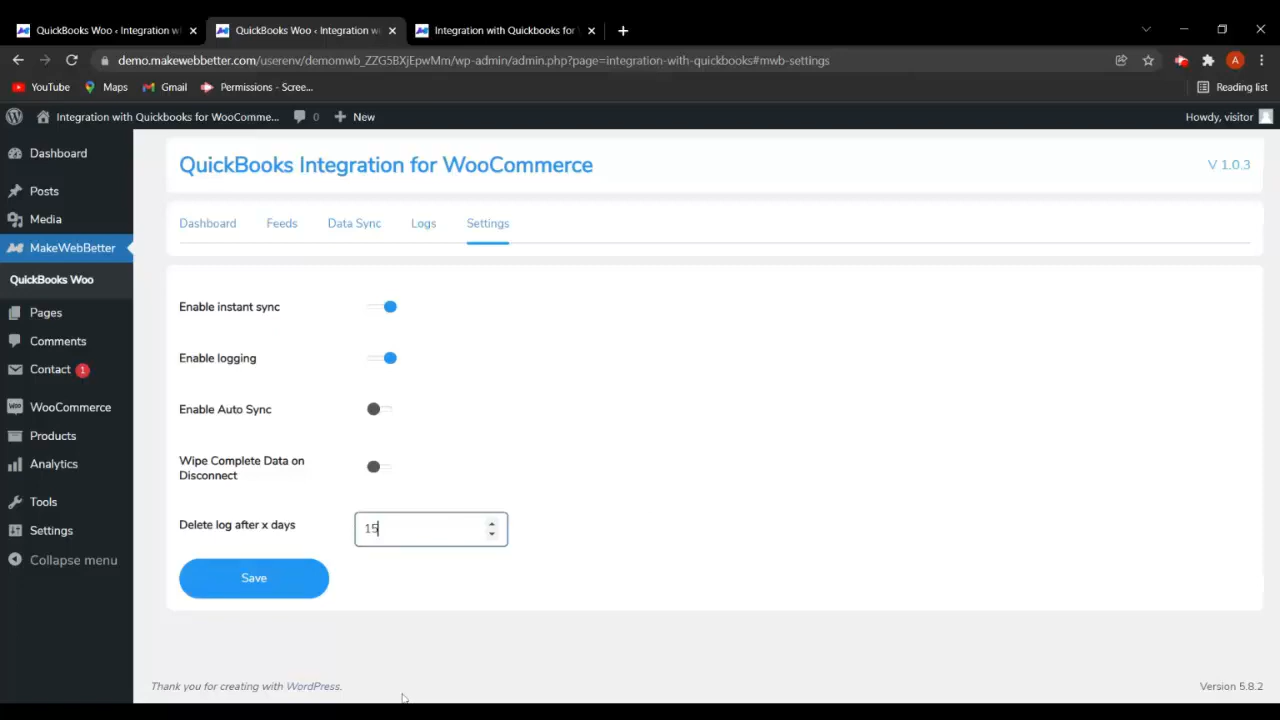 QuickBooks Woo ‹ Integration w
QuickBooks Woo ‹ Integration w
Integration with Quickbooks for
demo.makewebbetter.com/userenv/demomwb_ZZG5BXjEpwMm/wp-admin/admin.php?page=integration-with-quickbooks#mwb-settings
A
YouTube
Maps
Gmail
Permissions - Scree...
Reading list
Integration with Quickbooks for WooComme...
0
New
Howdy, visitor
Dashboard
Posts
Media
MakeWebBetter
QuickBooks Woo
Pages
Comments
Contact 1
WooCommerce
Products
Analytics
Tools
Settings
Collapse menu
QuickBooks Integration for WooCommerce
V 1.0.3
Dashboard
Feeds
Data Sync
Logs
Settings
Enable instant sync
Enable logging
Enable Auto Sync
Wipe Complete Data on
Disconnect
Delete log after x days
15
Save
Thank you for creating with WordPress.
Version 5.8.2